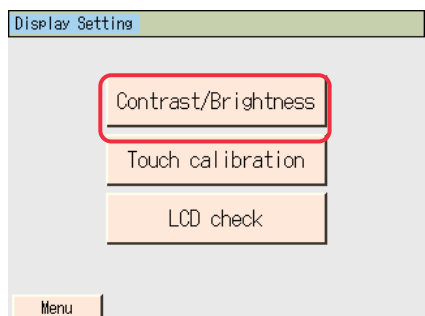 Display Setting
Contrast/Brightness
Touch calibration
LCD check
Menu